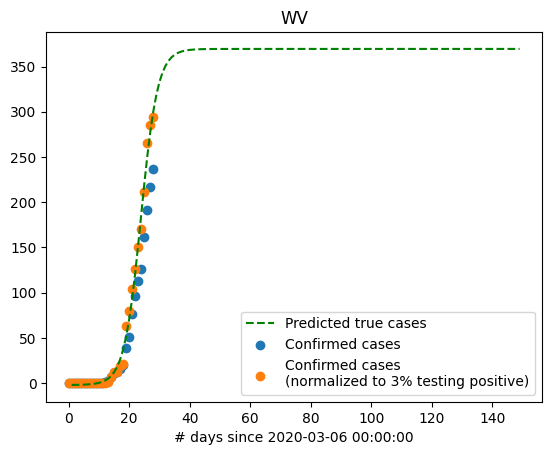 WV
350
300
250
200
150
100
50
0
0 20 40 60 80 100 120 140
# days since 2020-03-06 00:00:00
Predicted true cases
Confirmed cases
Confirmed cases
(normalized to 3% testing positive)